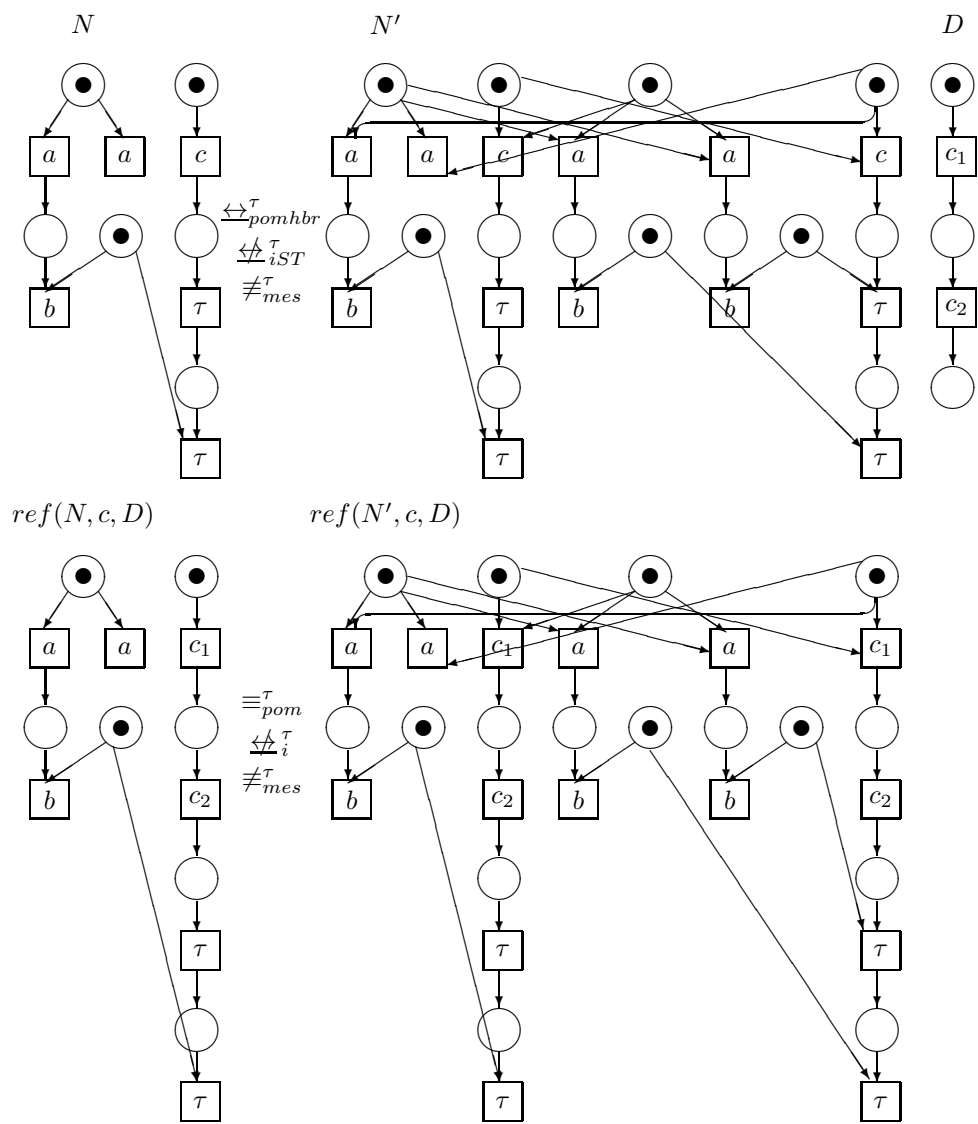 N N′ D
a a c a a c a a c c₁
↔^τ_pomhbr
↮^τ_iST
≢^τ_mes
b τ b τ b b τ c₂
τ τ τ
ref(N, c, D) ref(N′, c, D)
a a c₁ a a c₁ a a c₁
≡^τ_pom
↮^τ_i
≢^τ_mes
b c₂ b c₂ b b c₂
τ τ τ
τ τ τ